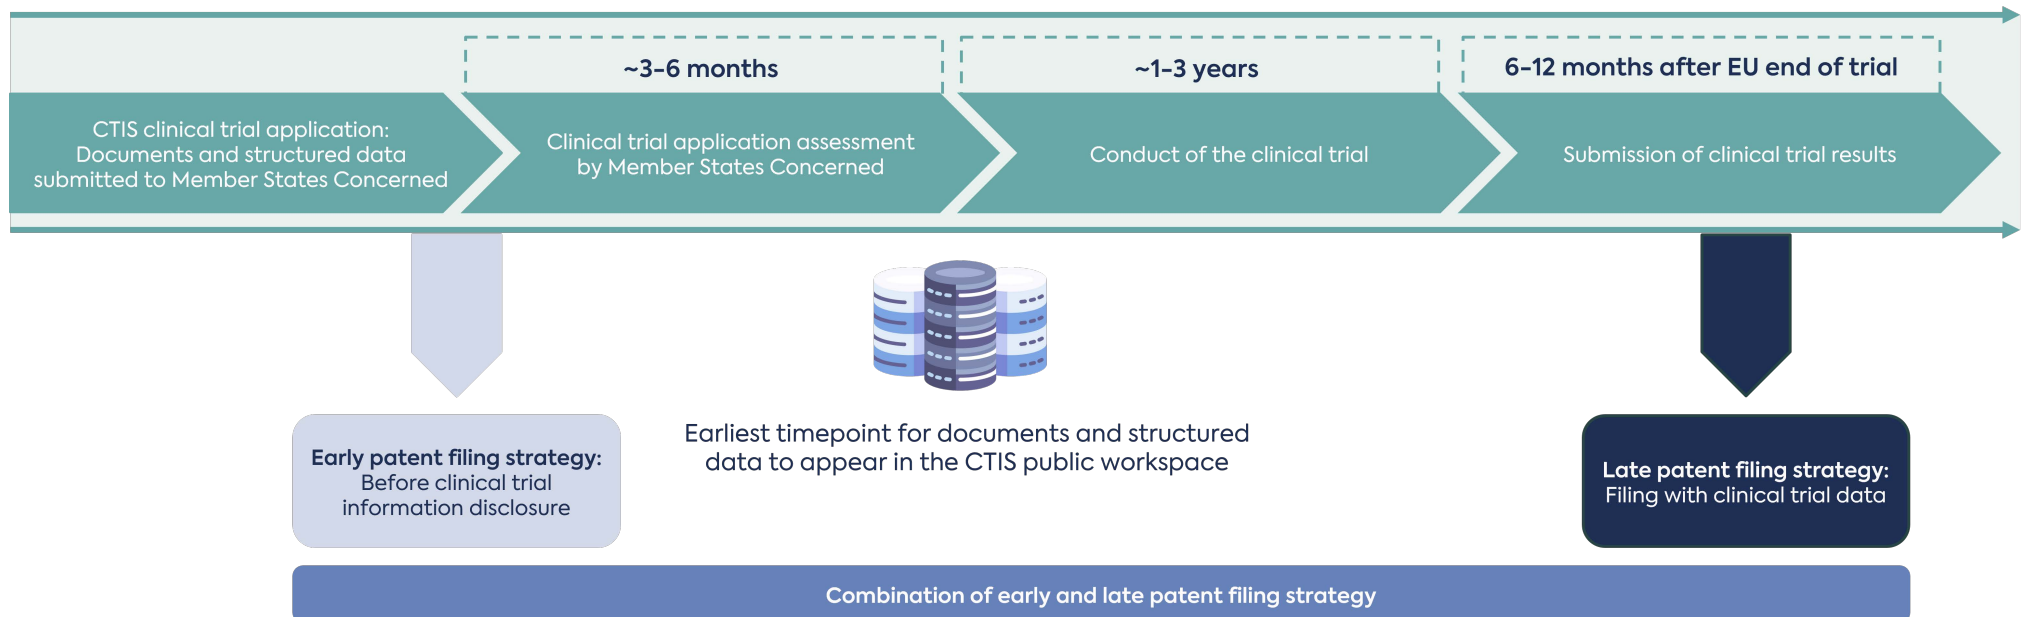 ~3-6 months
~1-3 years
6-12 months after EU end of trial
CTIS clinical trial application:
Documents and structured data
submitted to Member States Concerned
Clinical trial application assessment
by Member States Concerned
Conduct of the clinical trial
Submission of clinical trial results
Early patent filing strategy:
Before clinical trial
information disclosure
Earliest timepoint for documents and structured
data to appear in the CTIS public workspace
Late patent filing strategy:
Filing with clinical trial data
Combination of early and late patent filing strategy